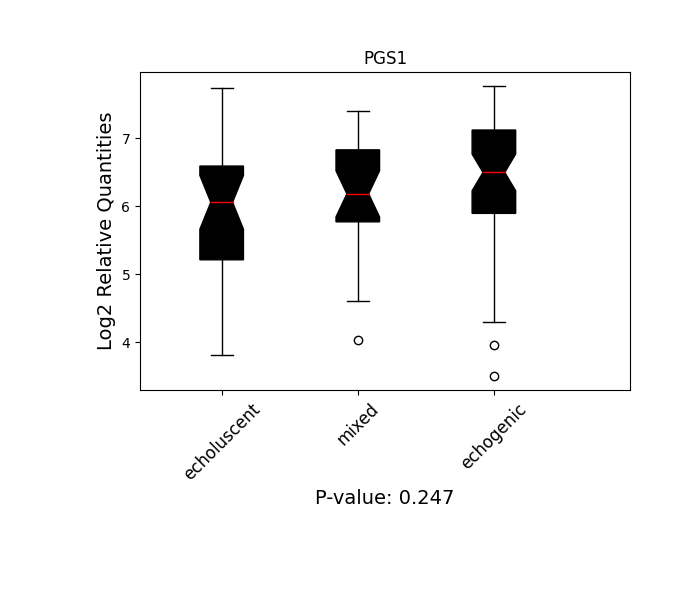 PGS1
Log2 Relative Quantities
7
6
5
4
echoluscent
mixed
echogenic
P-value: 0.247